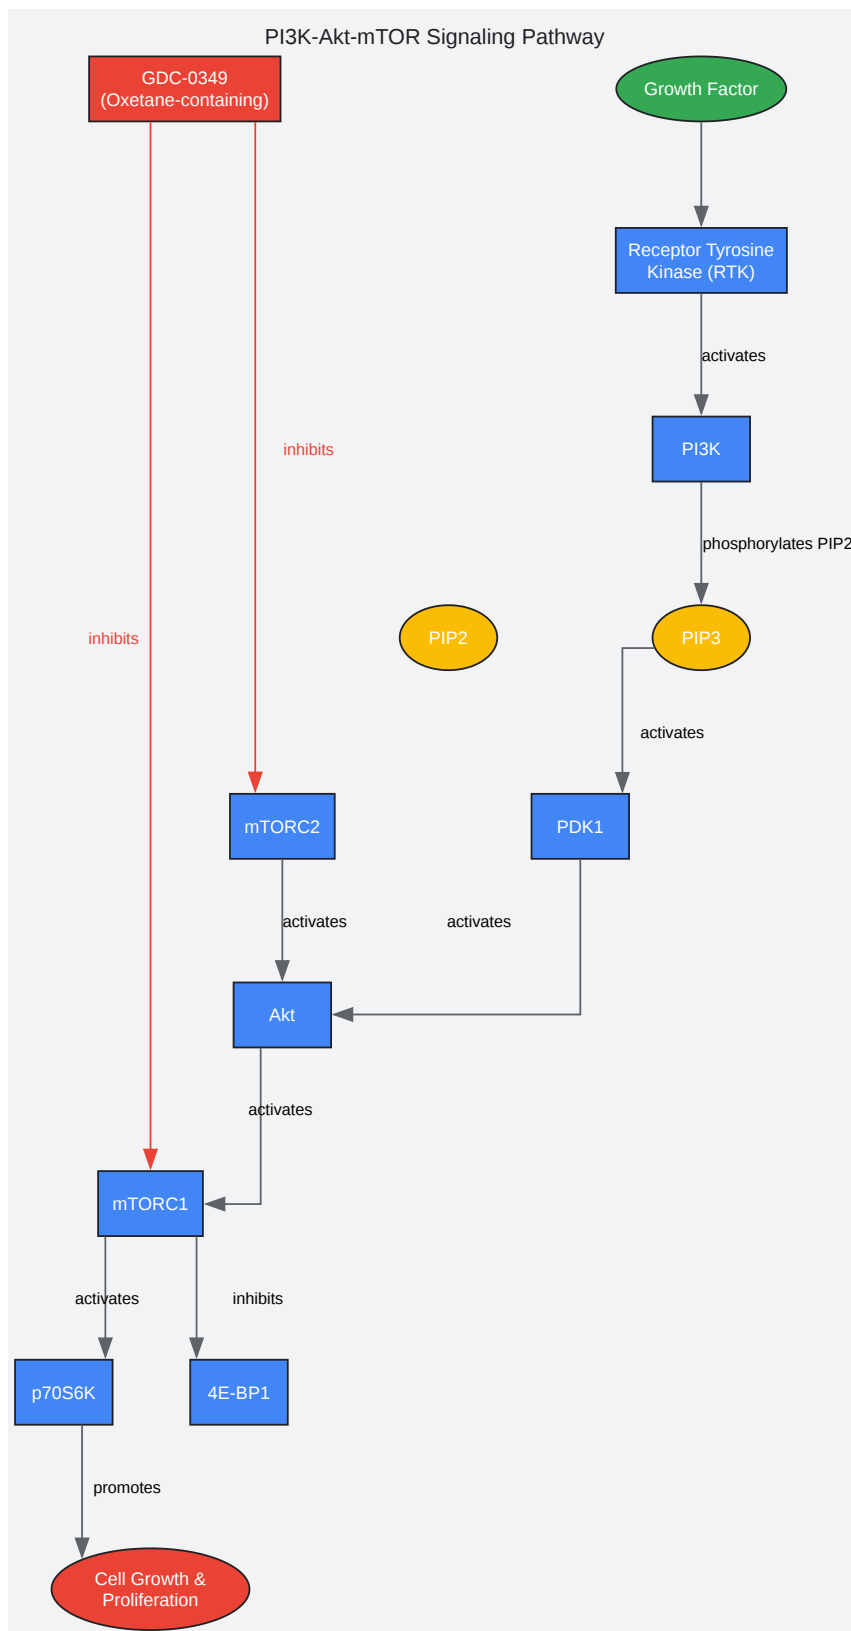 PI3K-Akt-mTOR Signaling Pathway
GDC-0349
(Oxetane-containing)
Growth Factor
Receptor Tyrosine
Kinase (RTK)
activates
inhibits
PI3K
phosphorylates PIP2
inhibits
PIP2
PIP3
activates
mTORC2
PDK1
activates
activates
Akt
activates
mTORC1
activates
inhibits
p70S6K
4E-BP1
promotes
Cell Growth &
Proliferation